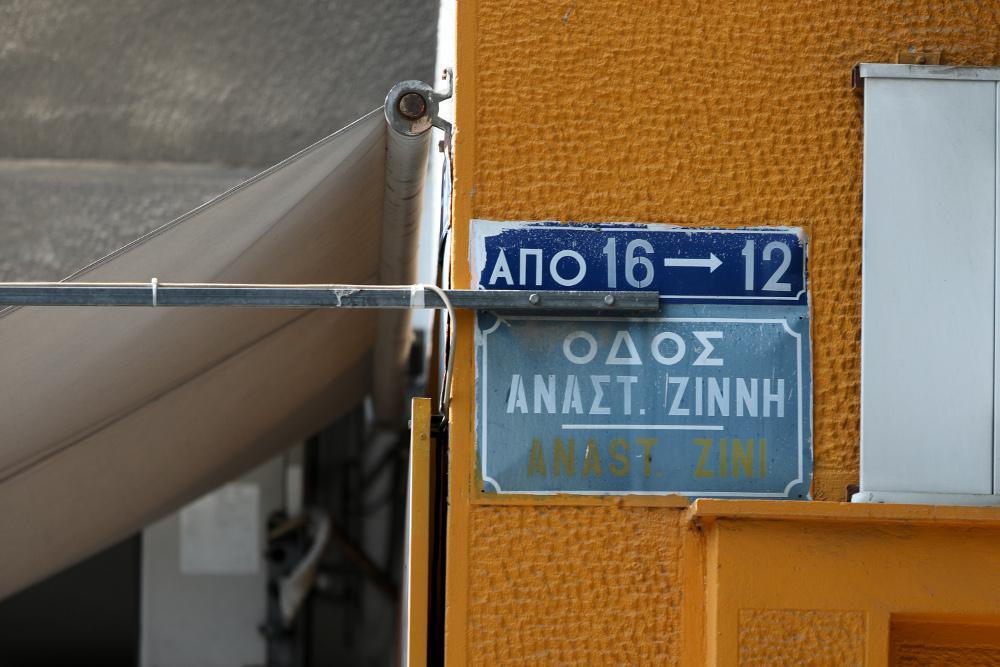 ΑΠΟ 16 → 12
ΟΔΟΣ
ΑΝΑΣΤ. ΖΙΝΝΗ
ANAST. ZINI